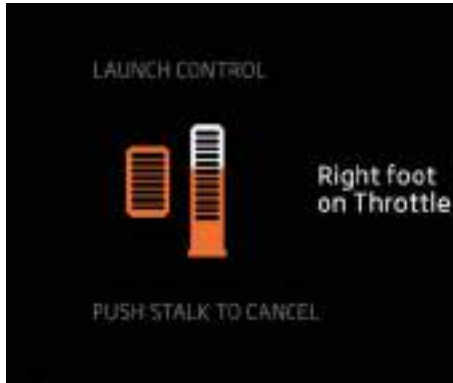 LAUNCH CONTROL
Right foot
on Throttle
PUSH STALK TO CANCEL